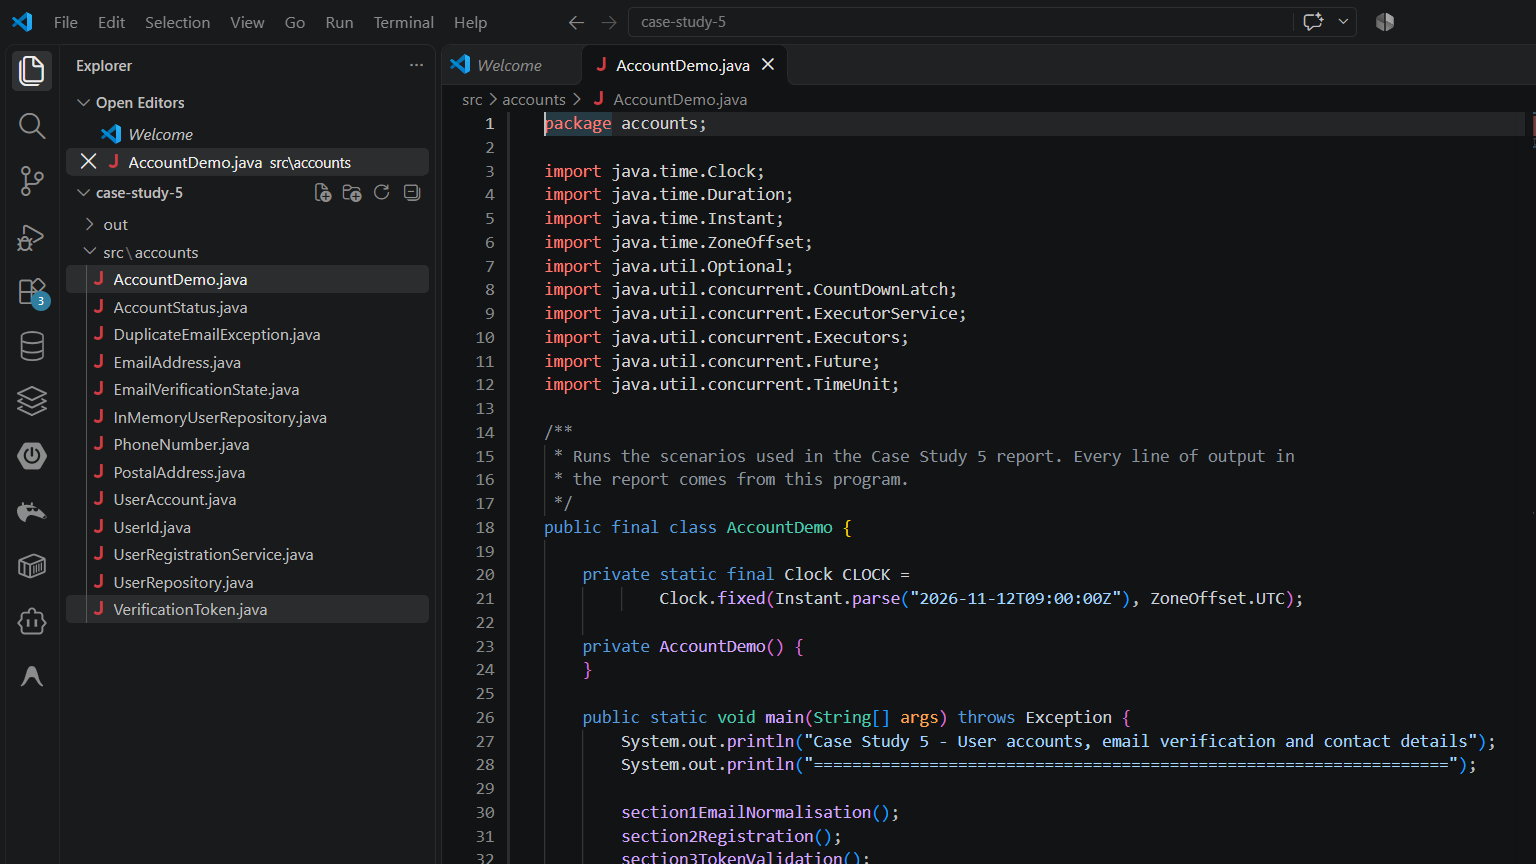 File Edit Selection View Go Run Terminal Help
case-study-5
Explorer
Open Editors
Welcome
AccountDemo.java src\accounts
case-study-5
out
src\accounts
AccountDemo.java
AccountStatus.java
DuplicateEmailException.java
EmailAddress.java
EmailVerificationState.java
InMemoryUserRepository.java
PhoneNumber.java
PostalAddress.java
UserAccount.java
UserId.java
UserRegistrationService.java
UserRepository.java
VerificationToken.java
3
Welcome
AccountDemo.java
src > accounts > AccountDemo.java
1 package accounts;
2
3 import java.time.Clock;
4 import java.time.Duration;
5 import java.time.Instant;
6 import java.time.ZoneOffset;
7 import java.util.Optional;
8 import java.util.concurrent.CountDownLatch;
9 import java.util.concurrent.ExecutorService;
10 import java.util.concurrent.Executors;
11 import java.util.concurrent.Future;
12 import java.util.concurrent.TimeUnit;
13
14 /**
15  * Runs the scenarios used in the Case Study 5 report. Every line of output in
16  * the report comes from this program.
17  */
18 public final class AccountDemo {
19
20     private static final Clock CLOCK =
21             Clock.fixed(Instant.parse("2026-11-12T09:00:00Z"), ZoneOffset.UTC);
22
23     private AccountDemo() {
24     }
25
26     public static void main(String[] args) throws Exception {
27         System.out.println("Case Study 5 - User accounts, email verification and contact details");
28         System.out.println("==================================================================");
29
30         section1EmailNormalisation();
31         section2Registration();
32         section3TokenValidation();